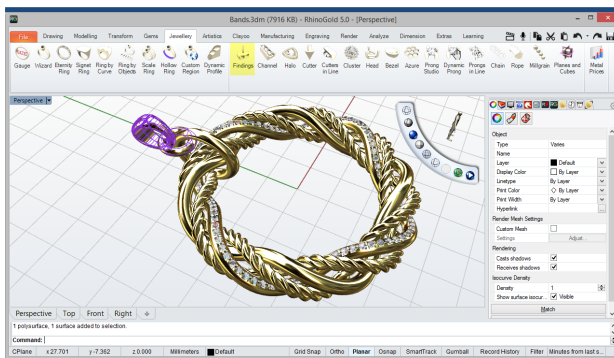 Bands.3dm (7916 KB) - RhinoGold 5.0 - [Perspective]
File Drawing Modelling Transform Gems Jewellery Artistics Clayoo Manufacturing Engraving Render Analyze Dimension Extras Learning
Gauge Wizard Eternity Ring Signet Ring Ring by Curve Ring by Objects Scale Ring Hollow Ring Custom Region Dynamic Profile Findings Channel Halo Cutter Cutters in Line Cluster Head Bezel Azure Prong Studio Dynamic Prong Prongs in Line Chain Rope Millgrain Planes and Cubes Metal Prices
Perspective
Object
Type Varies
Name
Layer Default
Display Color By Layer
Linetype By Layer
Print Color By Layer
Print Width By Layer
Hyperlink ...
Render Mesh Settings
Custom Mesh
Settings Adjust...
Rendering
Casts shadows
Receives shadows
Isocurve Density
Density 1
Show surface isocur... Visible
Match
Perspective Top Front Right
1 polysurface, 1 surface added to selection.
Command:
CPlane x 27.701 y -7.362 z 0.000 Millimeters Default Grid Snap Ortho Planar Osnap SmartTrack Gumball Record History Filter Minutes from last s...